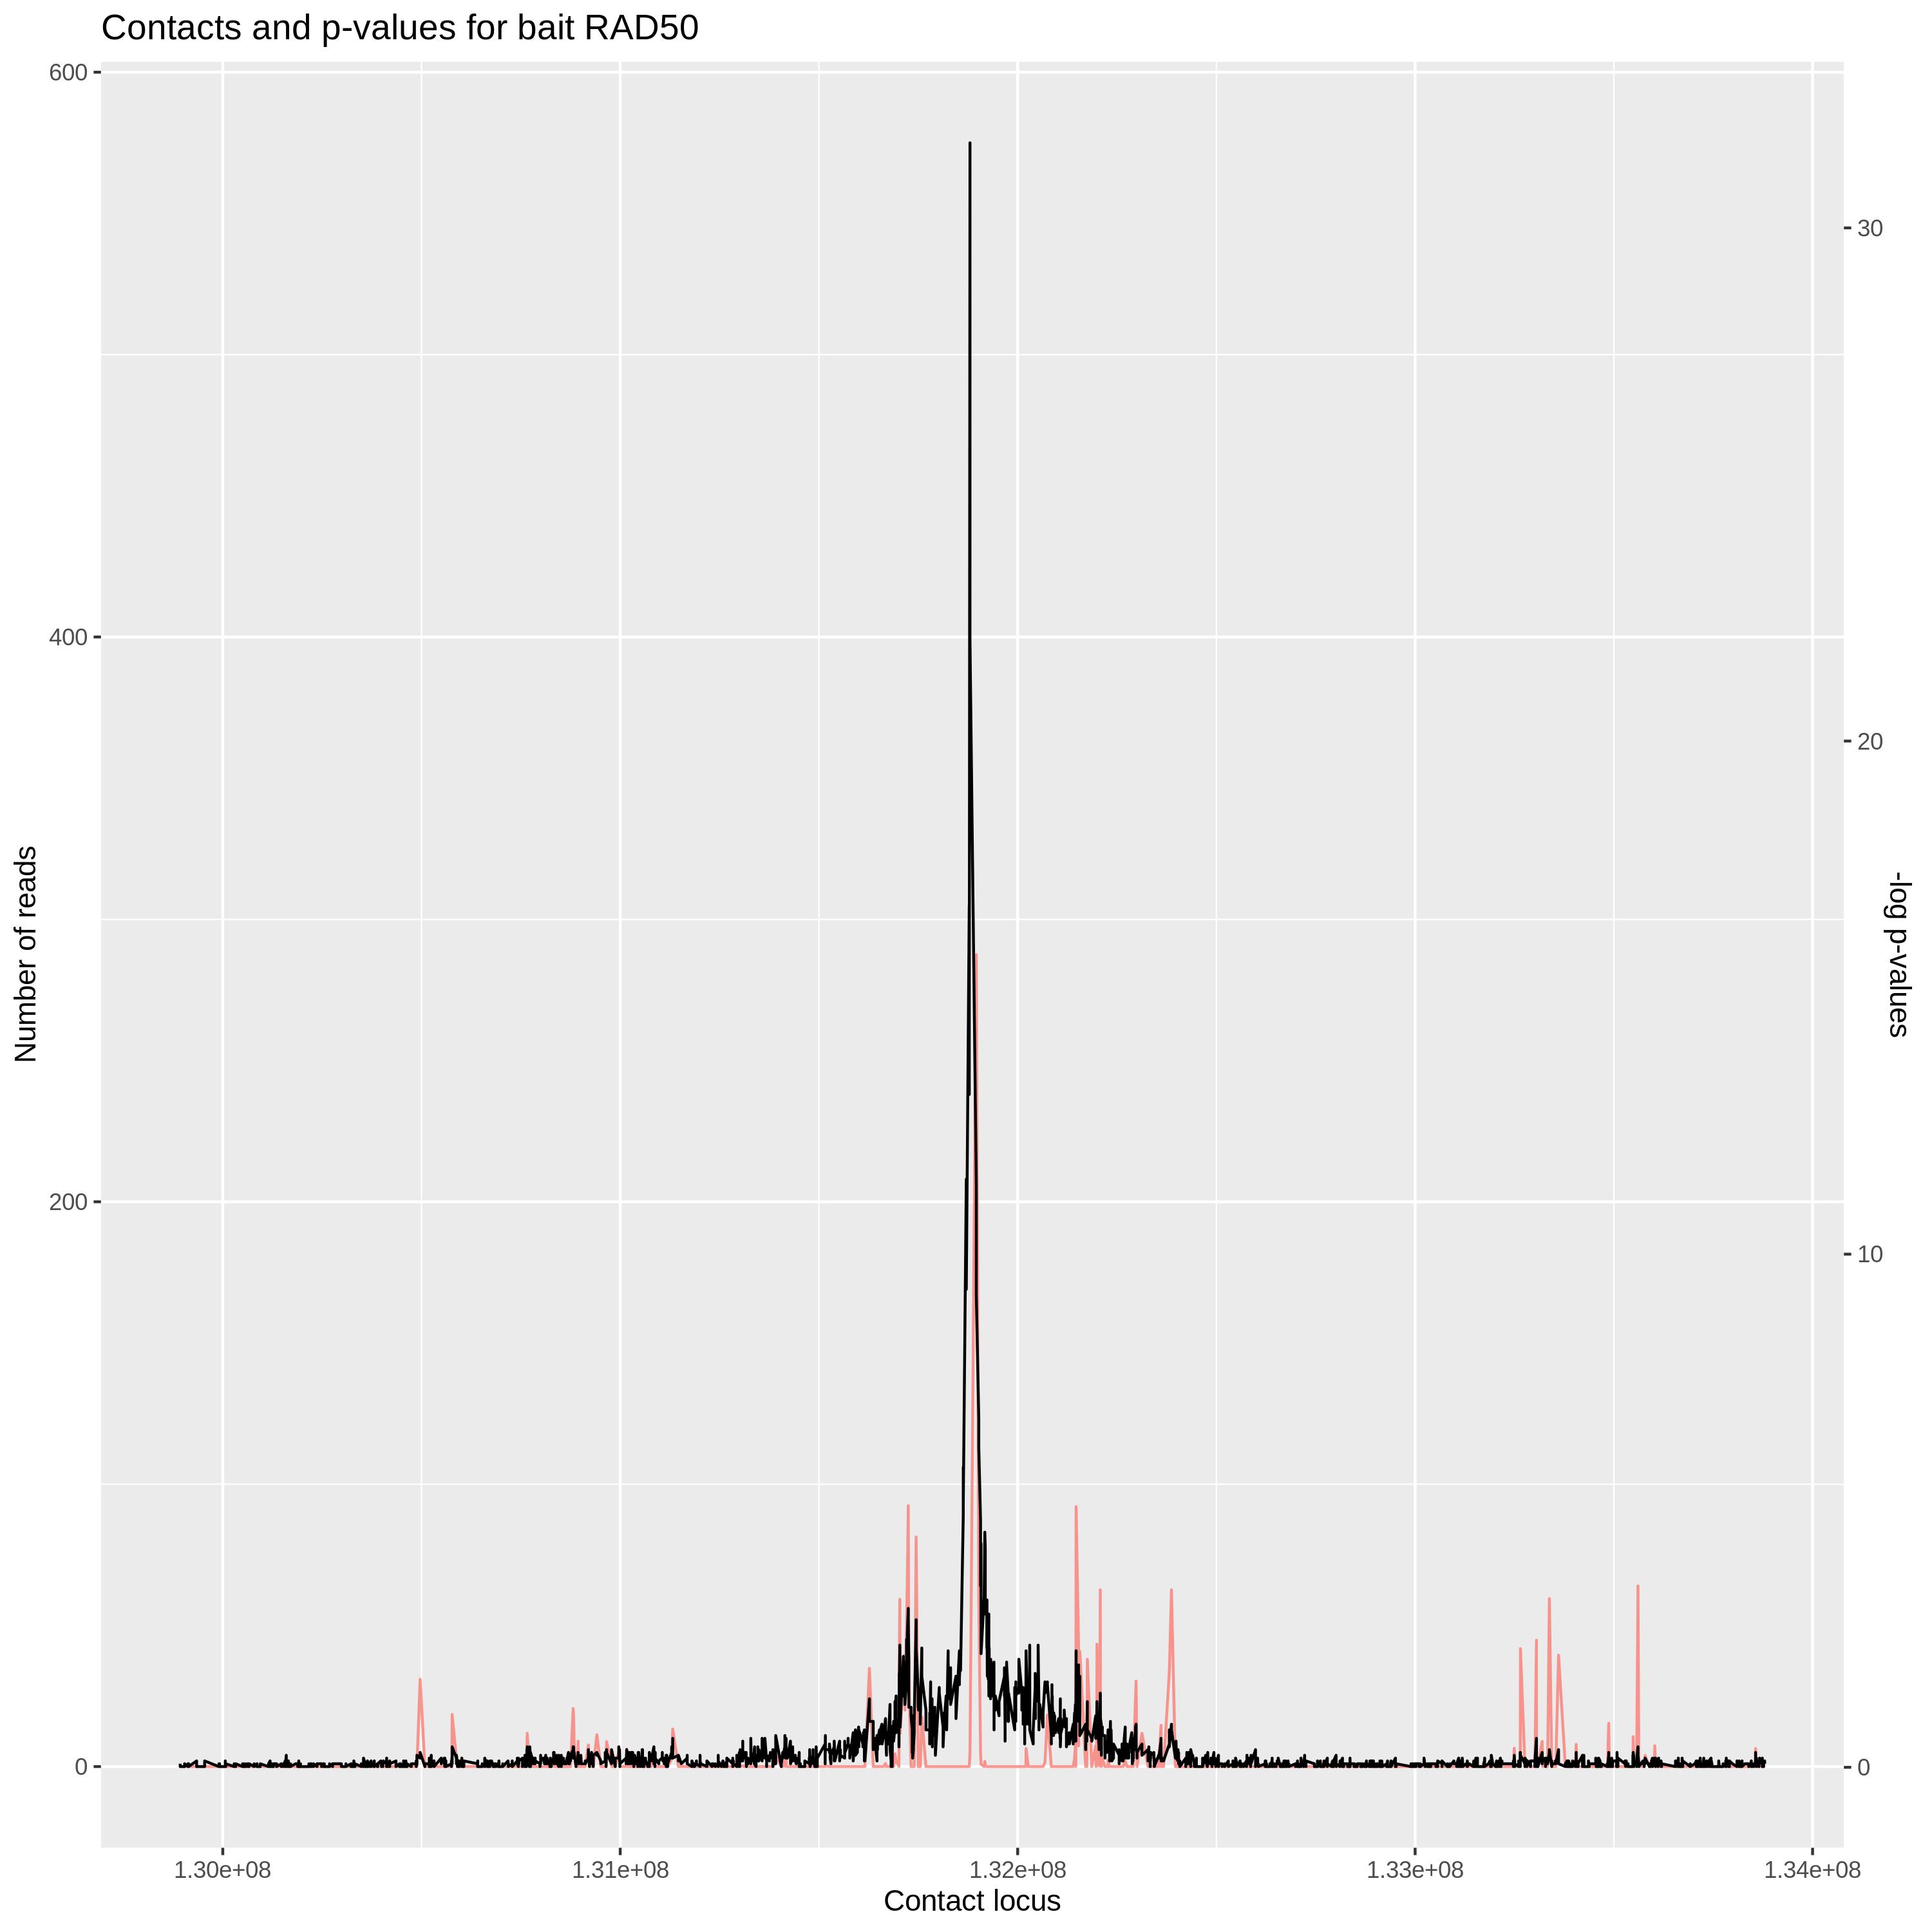 Contacts and p-values for bait RAD50
600
400
200
0
Number of reads
30
20
10
0
-log p-values
1.30e+08
1.31e+08
1.32e+08
1.33e+08
1.34e+08
Contact locus